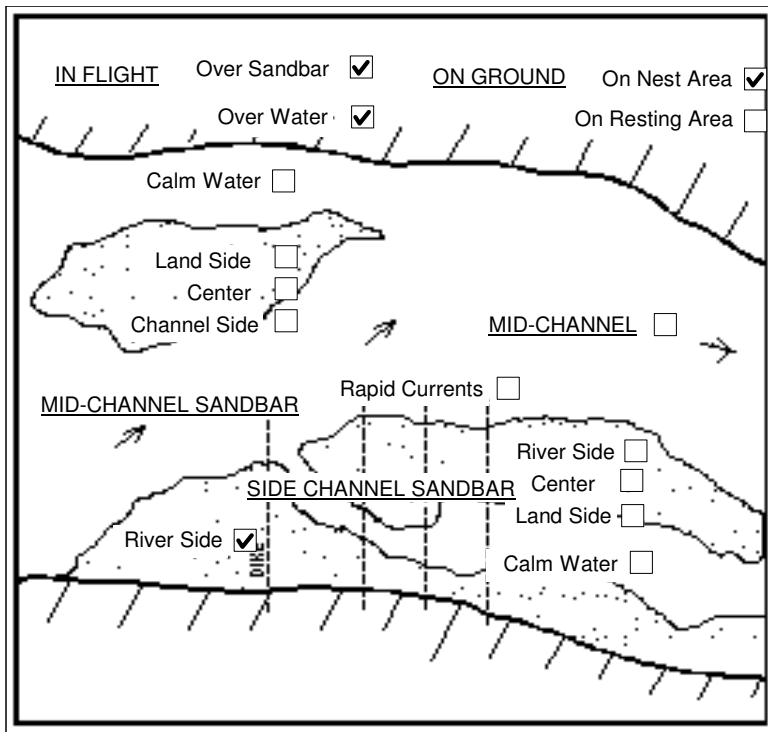 IN FLIGHT Over Sandbar ON GROUND On Nest Area
Over Water On Resting Area
Calm Water
Land Side
Center
Channel Side
MID-CHANNEL
Rapid Currents
MID-CHANNEL SANDBAR
River Side
SIDE CHANNEL SANDBAR Center
Land Side
River Side
DIKE
Calm Water